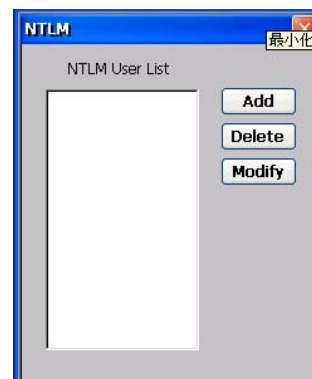 NTLM
最小化
NTLM User List
Add
Delete
Modify